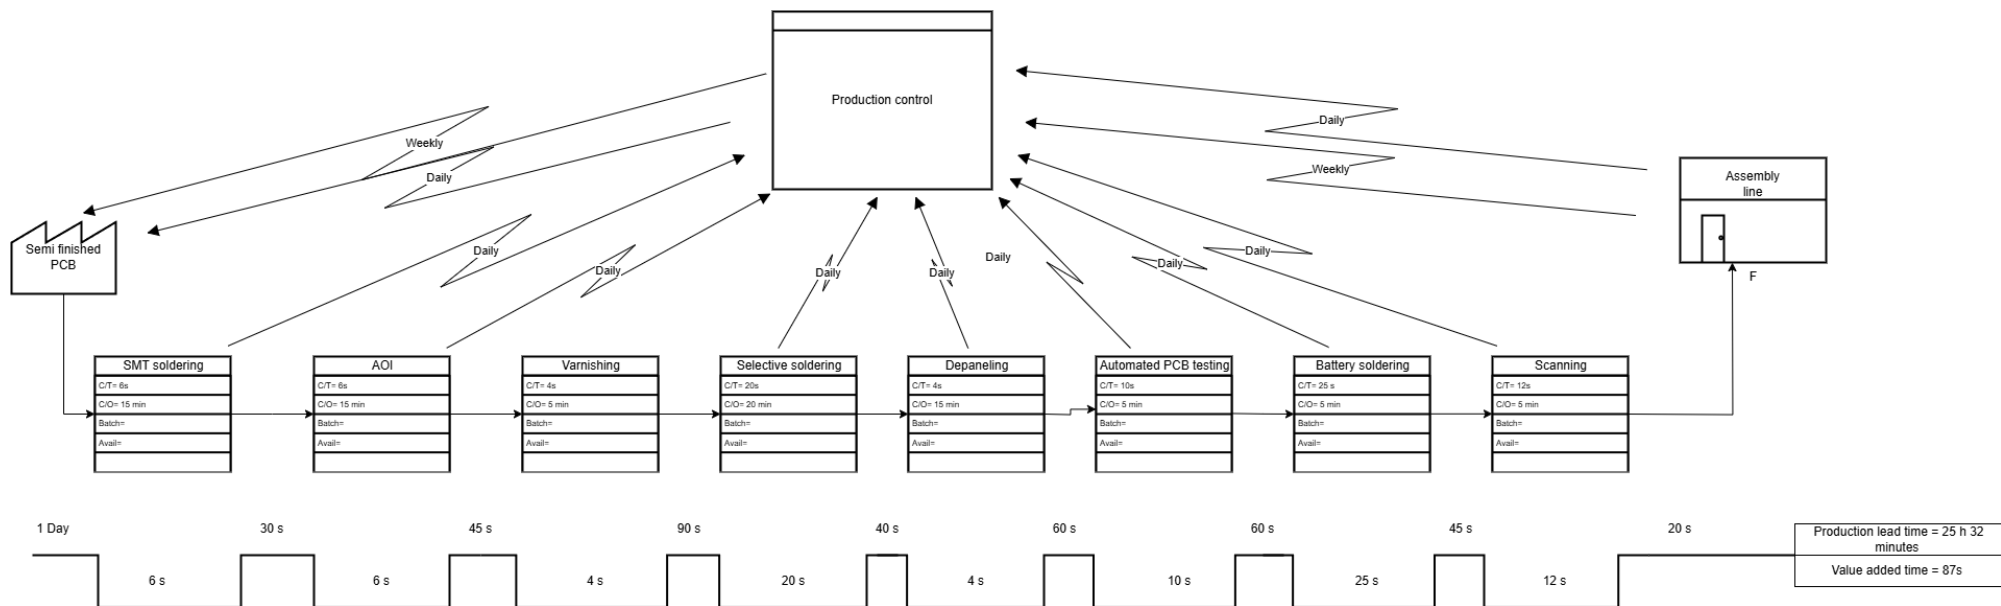 Production control
Weekly
Daily
Daily
Weekly
Assembly
line
Semi finished
PCB
Daily
Daily
Daily
Daily
Daily
Daily
Daily
F
SMT soldering
C/T= 6s
C/O= 15 min
Batch=
Avail=
AOI
C/T= 6s
C/O= 15 min
Batch=
Avail=
Varnishing
C/T= 4s
C/O= 5 min
Batch=
Avail=
Selective soldering
C/T= 20s
C/O= 20 min
Batch=
Avail=
Depaneling
C/T= 4s
C/O= 15 min
Batch=
Avail=
Automated PCB testing
C/T= 10s
C/O= 5 min
Batch=
Avail=
Battery soldering
C/T= 25 s
C/O= 5 min
Batch=
Avail=
Scanning
C/T= 12s
C/O= 5 min
Batch=
Avail=
1 Day
30 s
45 s
90 s
40 s
60 s
60 s
45 s
20 s
6 s
6 s
4 s
20 s
4 s
10 s
25 s
12 s
Production lead time = 25 h 32
minutes
Value added time = 87s